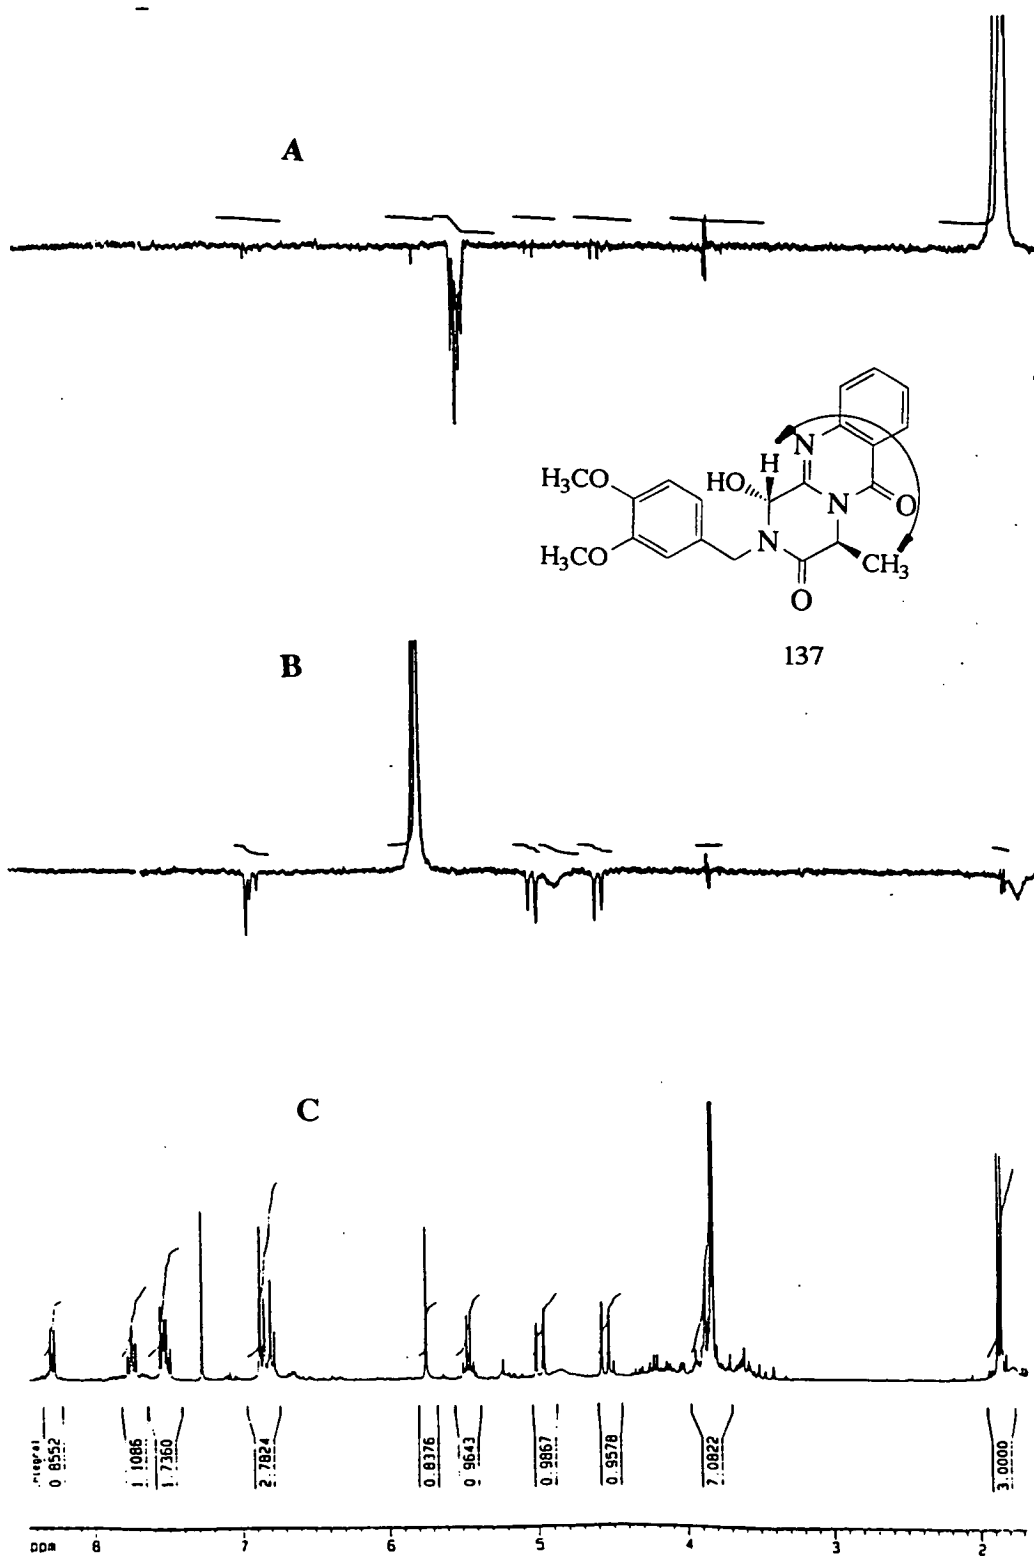 A
H₃CO
H₃CO
HO
H
N
N
N
O
O
CH₃
137
B
C
0.8552
1.1086
1.7360
2.7824
0.8376
0.9643
0.9867
0.9578
7.0822
3.0000
ppm 8 7 6 5 4 3 2